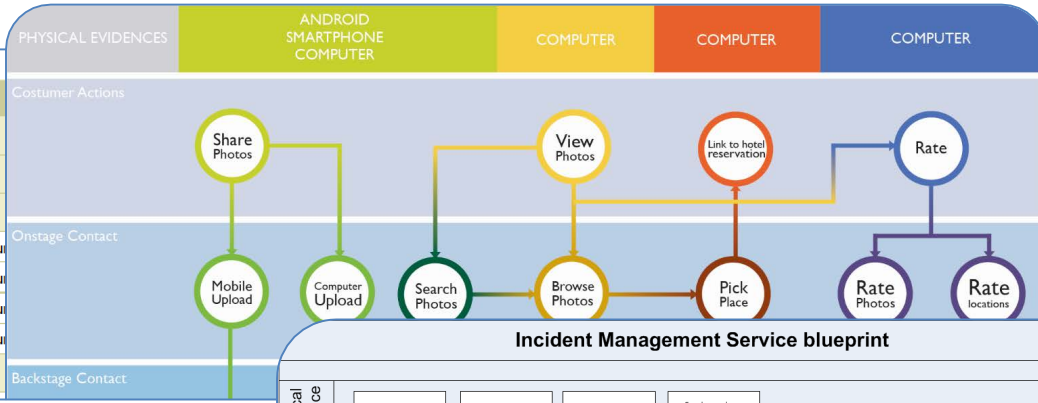 PHYSICAL EVIDENCES
ANDROID
SMARTPHONE
COMPUTER
COMPUTER
COMPUTER
COMPUTER
Costumer Actions
Share
Photos
View
Photos
Link to hotel
reservation
Rate
Onstage Contact
Mobile
Upload
Computer
Upload
Search
Photos
Browse
Photos
Pick
Place
Rate
Photos
Rate
locations
Incident Management Service blueprint
Backstage Contact